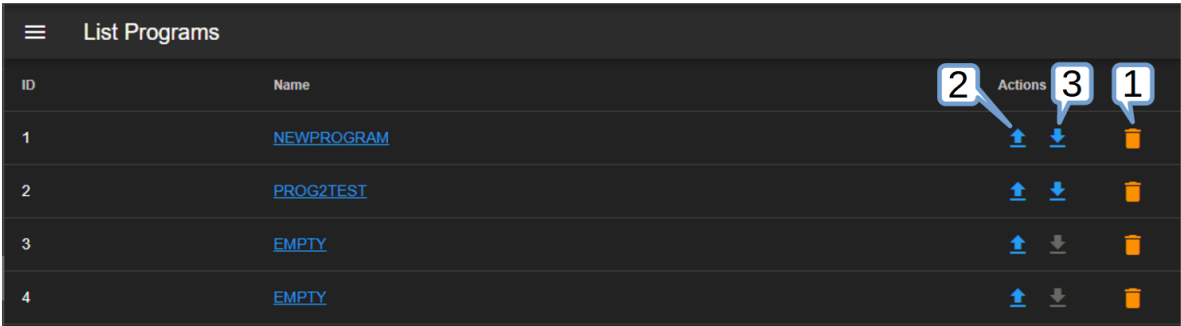 List Programs
ID Name Actions
2 3 1
1 NEWPROGRAM
2 PROG2TEST
3 EMPTY
4 EMPTY